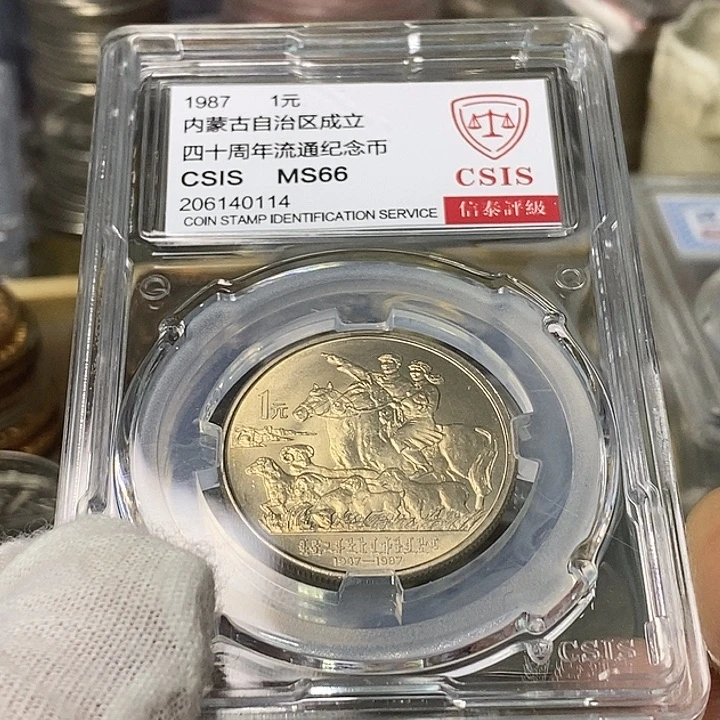 1987 1元
内蒙古自治区成立
四十周年流通纪念币
CSIS MS66
206140114
COIN STAMP IDENTIFICATION SERVICE
CSIS
信泰評級
1元
1947—1987
CSIS